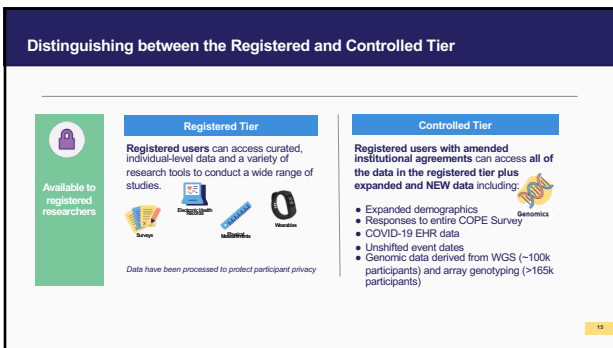 Distinguishing between the Registered and Controlled Tier
Available to
registered
researchers
Registered Tier
Registered users can access curated,
individual-level data and a variety of
research tools to conduct a wide range of
studies.
Surveys
Electronic Health
Records
Physical
Measurements
Wearables
Data have been processed to protect participant privacy
Controlled Tier
Registered users with amended
institutional agreements can access all of
the data in the registered tier plus
expanded and NEW data including:
Genomics
● Expanded demographics
● Responses to entire COPE Survey
● COVID-19 EHR data
● Unshifted event dates
● Genomic data derived from WGS (~100k
participants) and array genotyping (>165k
participants)
15